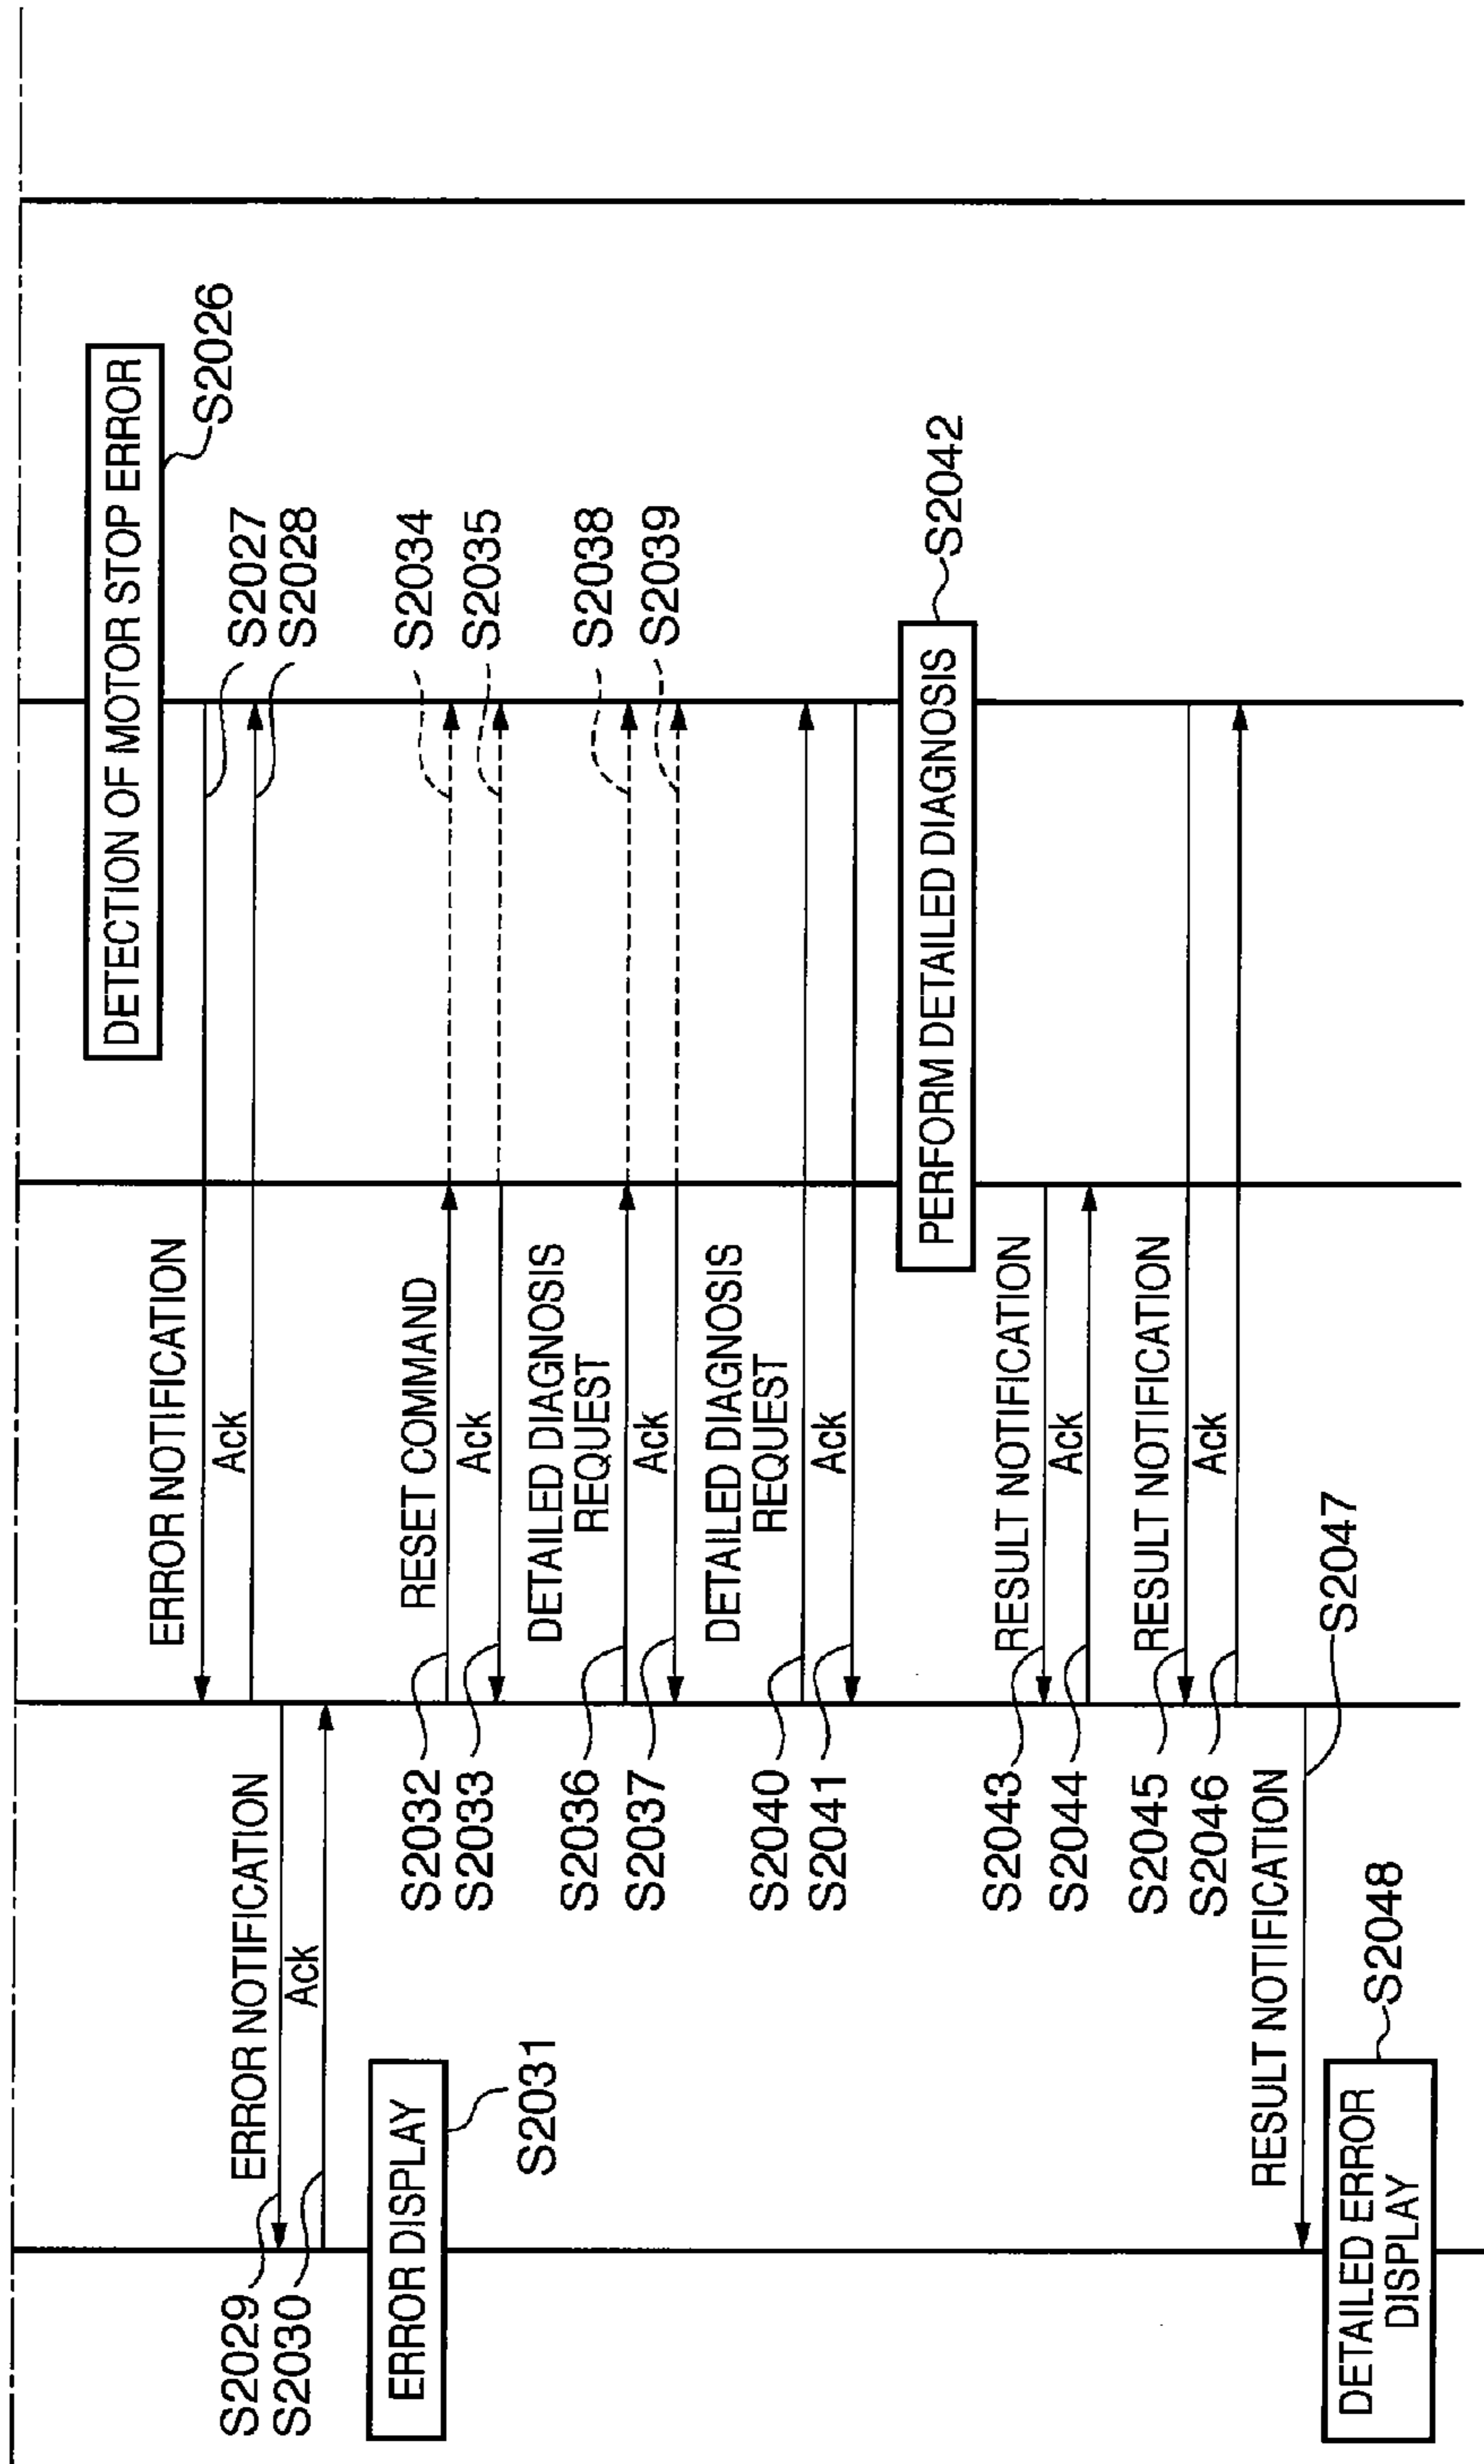 DETECTION OF MOTOR STOP ERROR
S2026
ERROR NOTIFICATION
S2027
Ack
S2028
S2029
ERROR NOTIFICATION
S2030
Ack
ERROR DISPLAY
S2031
S2032
RESET COMMAND
S2034
S2033
Ack
S2035
S2036
DETAILED DIAGNOSIS
REQUEST
S2038
S2037
Ack
S2039
S2040
DETAILED DIAGNOSIS
REQUEST
S2041
Ack
PERFORM DETAILED DIAGNOSIS
S2042
S2043
RESULT NOTIFICATION
S2044
Ack
S2045
RESULT NOTIFICATION
S2046
Ack
RESULT NOTIFICATION
S2047
DETAILED ERROR
DISPLAY
S2048